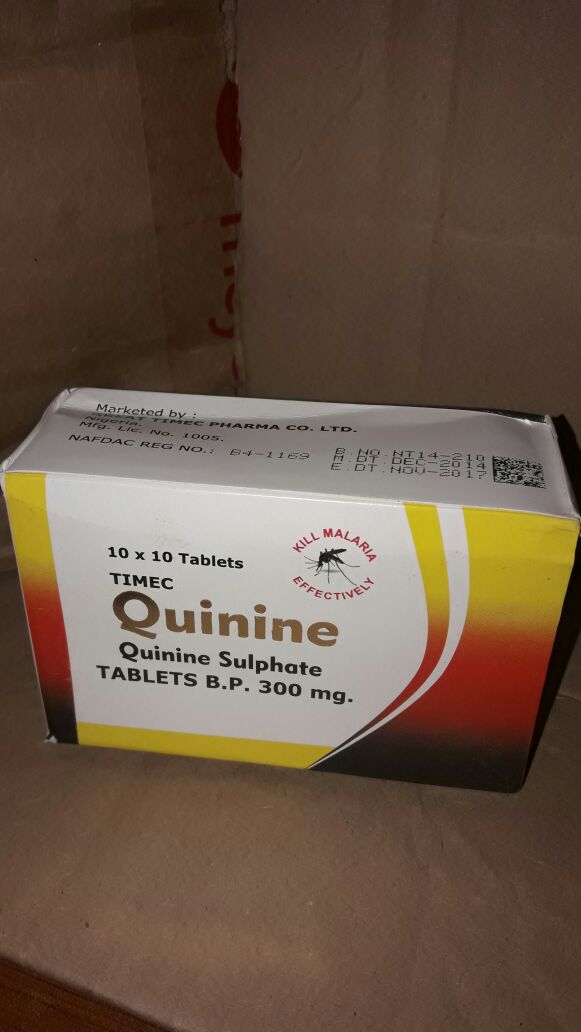 Marketed by :
GREAT TIMEC PHARMA CO. LTD.
Nigeria.
Mfg. Lic. No. 1005.
NAFDAC REG NO.: B4-1169
B.NO.NT14-210
M.DT.DEC-2014
E.DT.NOV-2017
10 x 10 Tablets
TIMEC
Quinine
Quinine Sulphate
TABLETS B.P. 300 mg.
KILL MALARIA
EFFECTIVELY